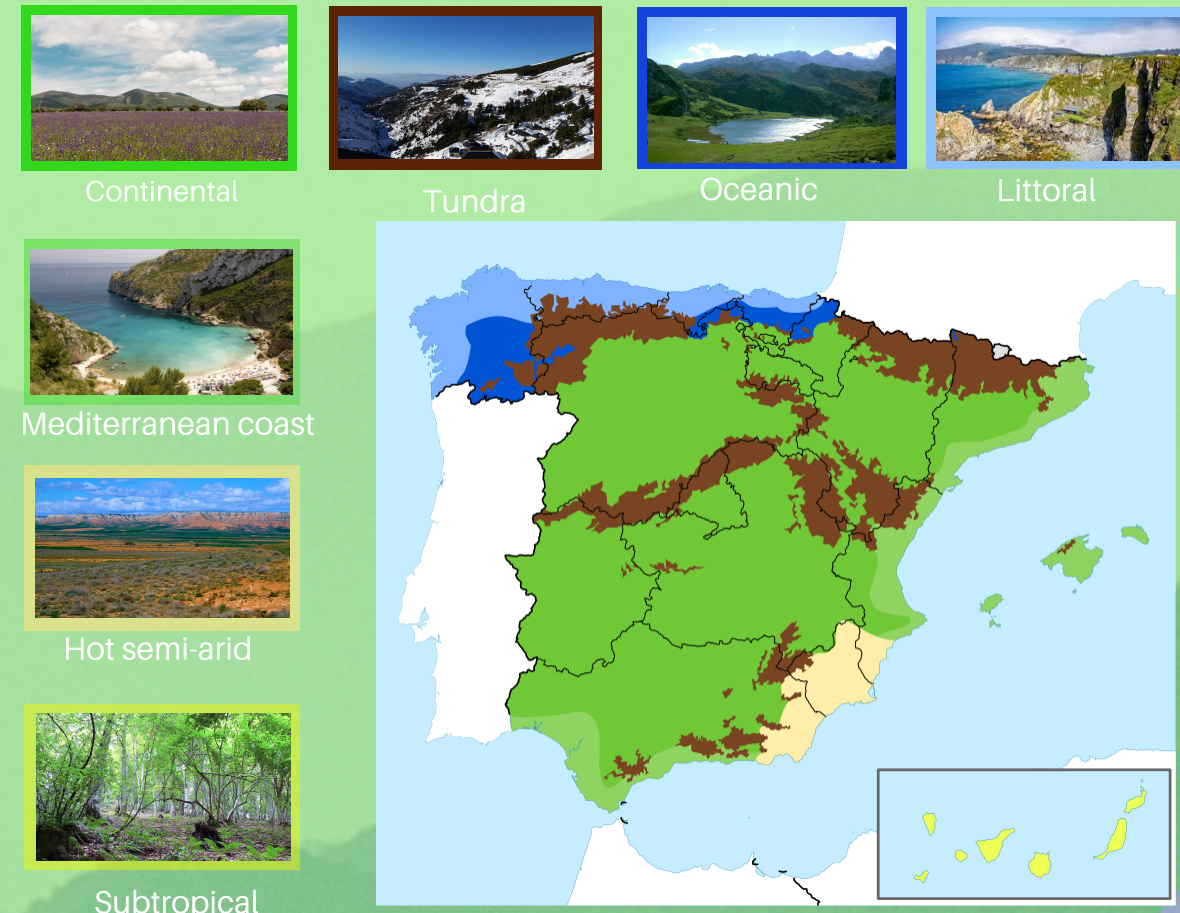 Continental
Tundra
Oceanic
Littoral
Mediterranean coast
Hot semi-arid
Subtropical